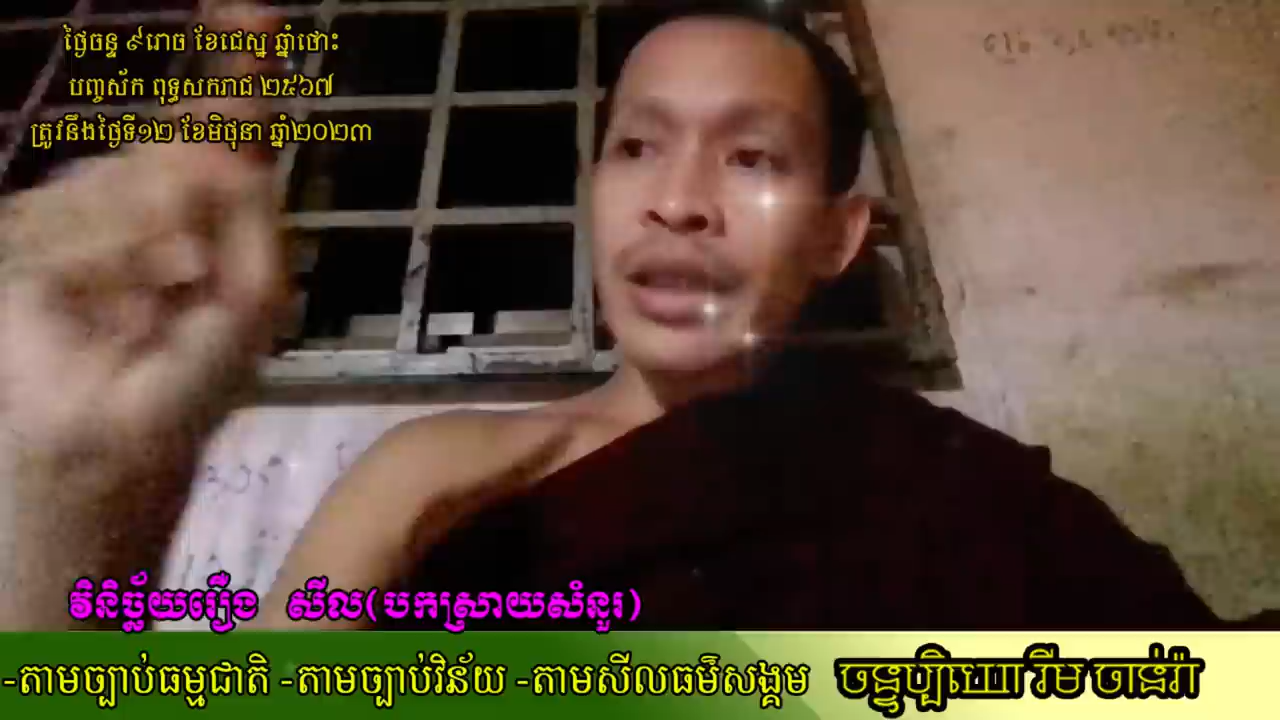 ថ្ងៃចន្ទ ៩រោច ខែជេស្ឋ ឆ្នាំថោះ
បញ្ចស័ក ពុទ្ធសករាជ ២៥៦៧
ត្រូវនឹងថ្ងៃទី១២ ខែមិថុនា ឆ្នាំ២០២៣
វិនិច្ឆ័យរឿង សីល(បកស្រាយសំនួរ)
-តាមច្បាប់ធម្មជាតិ -តាមច្បាប់វិន័យ -តាមសីលធម៌សង្គម ចន្ទប្បិយោ រីម ចាន់រ៉ា